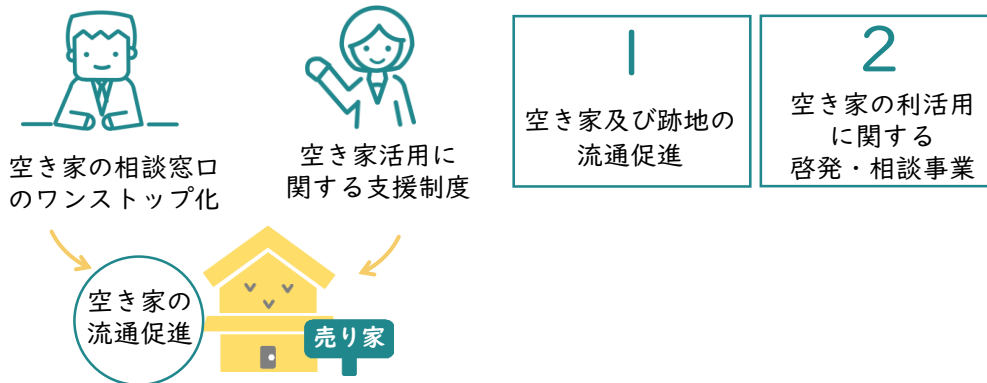 空き家の相談窓口
のワンストップ化
空き家活用に
関する支援制度
空き家の
流通促進
売り家
1
空き家及び跡地の
流通促進
2
空き家の利活用
に関する
啓発・相談事業